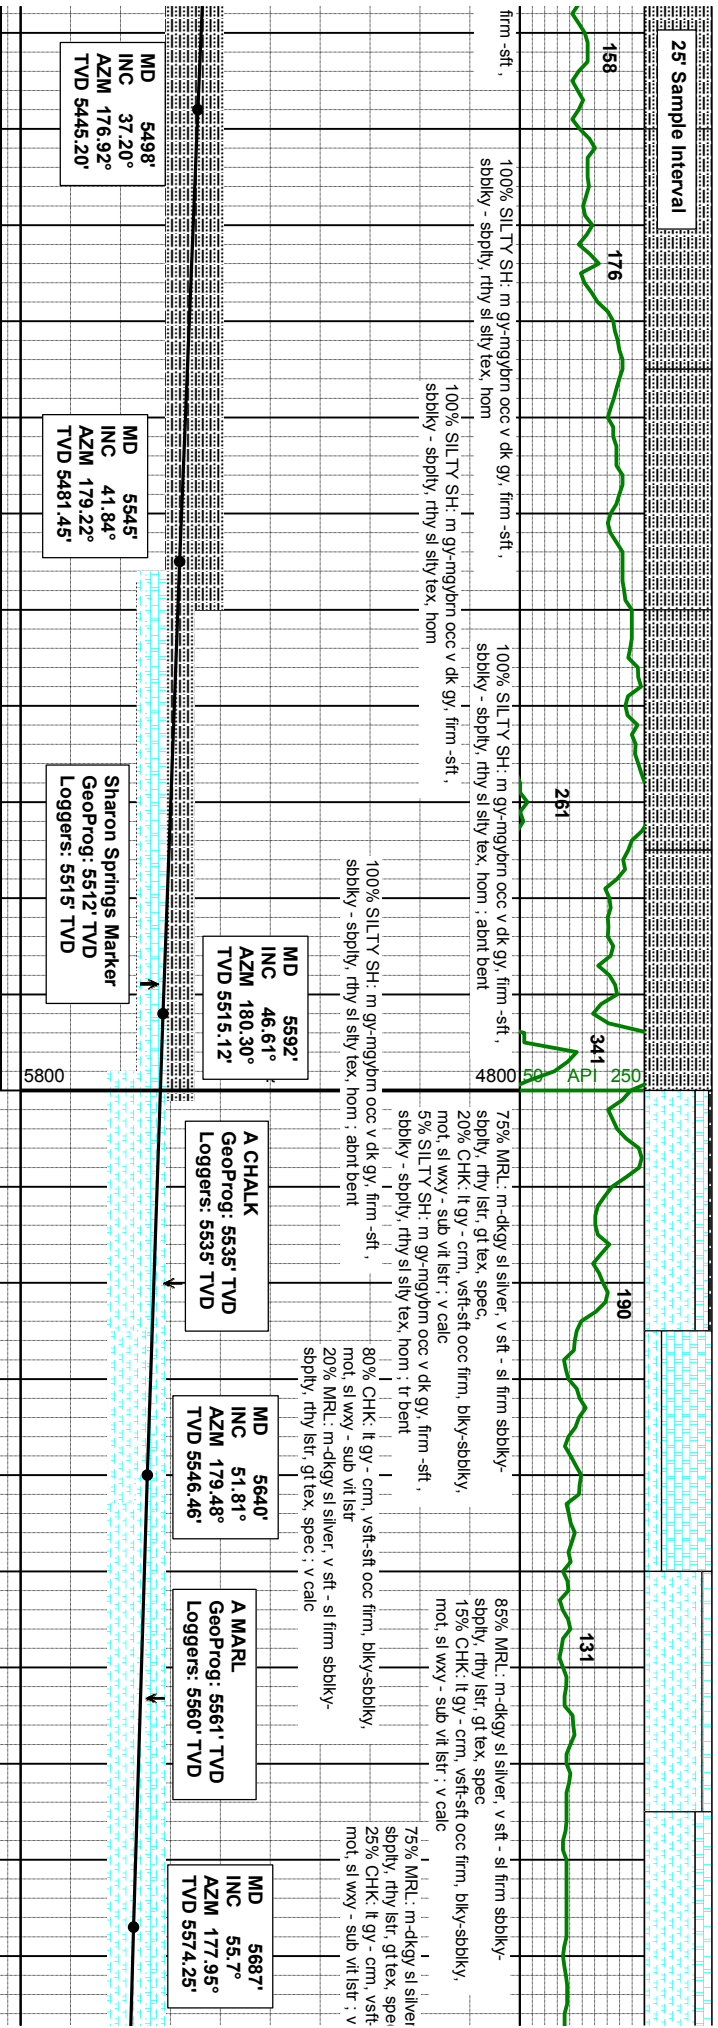 25' Sample Interval
158
176
261
341
190
131
50 API 250
4800
5800
firm -sft ,
100% SILTY SH: m gy-mgybrn occ v dk gy, firm -sft ,
sbblky - sbplty, rthy sl slty tex, hom
100% SILTY SH: m gy-mgybrn occ v dk gy, firm -sft ,
sbblky - sbplty, rthy sl slty tex, hom
100% SILTY SH: m gy-mgybrn occ v dk gy, firm -sft ,
sbblky - sbplty, rthy sl slty tex, hom ; abnt bent
100% SILTY SH: m gy-mgybrn occ v dk gy, firm -sft ,
sbblky - sbplty, rthy sl slty tex, hom ; abnt bent
75% MRL: m-dkgy sl silver, v sft - sl firm sbblky-
sbplty, rthy lstr, gt tex, spec,
20% CHK: lt gy - crm, vsft-sft occ firm, blky-sbblky,
mot, sl wxy - sub vit lstr ; v calc
5% SILTY SH: m gy-mgybrn occ v dk gy, firm -sft ,
sbblky - sbplty, rthy sl slty tex, hom ; tr bent
80% CHK: lt gy - crm, vsft-sft occ firm, blky-sbblky,
mot, sl wxy - sub vit lstr
20% MRL: m-dkgy sl silver, v sft - sl firm sbblky-
sbplty, rthy lstr, gt tex, spec ; v calc
85% MRL: m-dkgy sl silver, v sft - sl firm sbblky-
sbplty, rthy lstr, gt tex, spec
15% CHK: lt gy - crm, vsft-sft occ firm, blky-sbblky,
mot, sl wxy - sub vit lstr ; v calc
75% MRL: m-dkgy sl silver
sbplty, rthy lstr, gt tex, spec
25% CHK: lt gy - crm, vsft-
mot, sl wxy - sub vit lstr ; v
MD 5498'
INC 37.20°
AZM 176.92°
TVD 5445.20'
MD 5545'
INC 41.84°
AZM 179.22°
TVD 5481.45'
Sharon Springs Marker
GeoProg: 5512' TVD
Loggers: 5515' TVD
MD 5592'
INC 46.61°
AZM 180.30°
TVD 5515.12'
A CHALK
GeoProg: 5535' TVD
Loggers: 5535' TVD
MD 5640'
INC 51.81°
AZM 179.48°
TVD 5546.46'
A MARL
GeoProg: 5561' TVD
Loggers: 5560' TVD
MD 5687'
INC 55.7°
AZM 177.95°
TVD 5574.25'